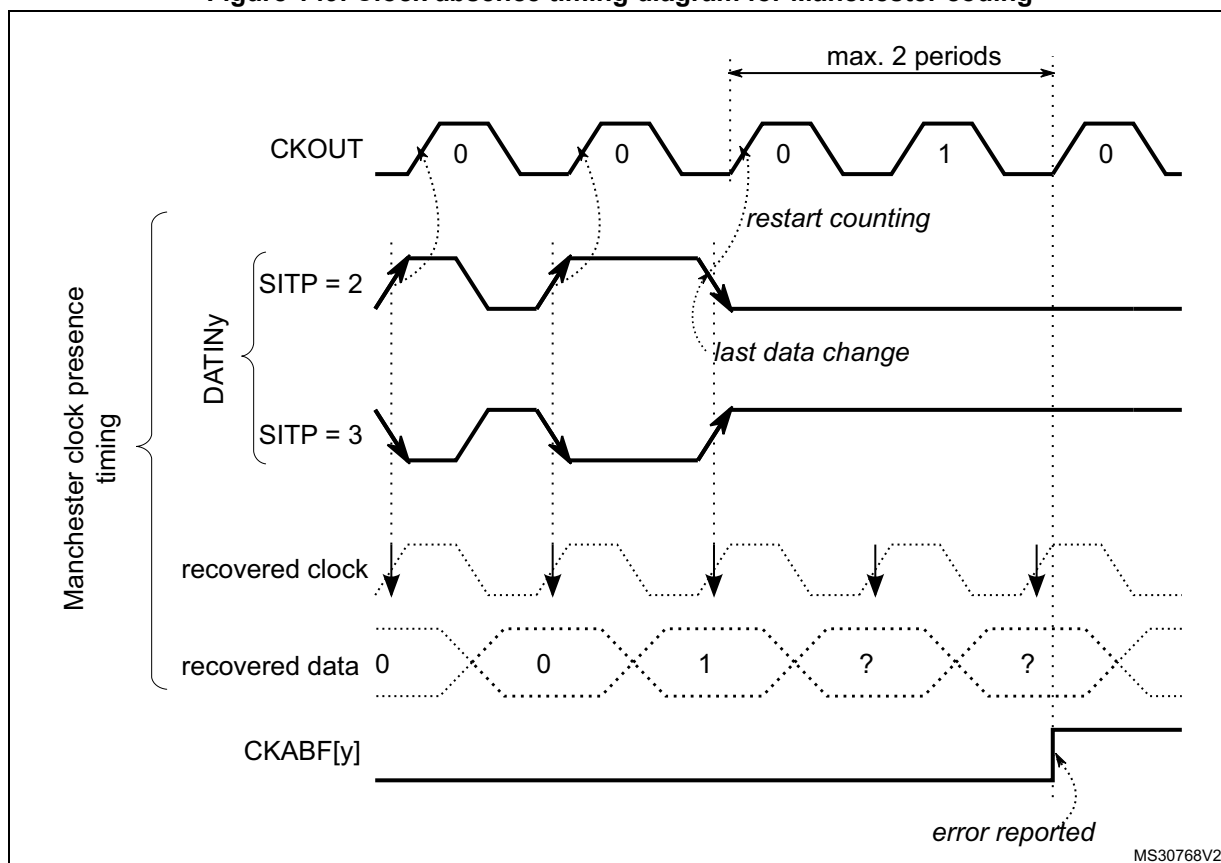 max. 2 periods
CKOUT
0 0 0 1 0
restart counting
SITP = 2
last data change
DATINy
SITP = 3
Manchester clock presence
timing
recovered clock
recovered data
0 0 1 ? ?
CKABF[y]
error reported
MS30768V2